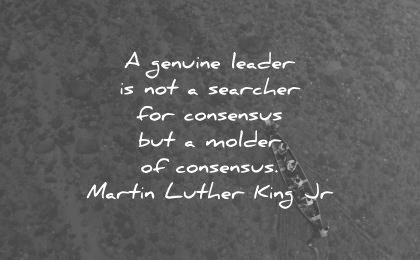 A genuine leader
is not a searcher
for consensus
but a molder
of consensus.
Martin Luther King Jr